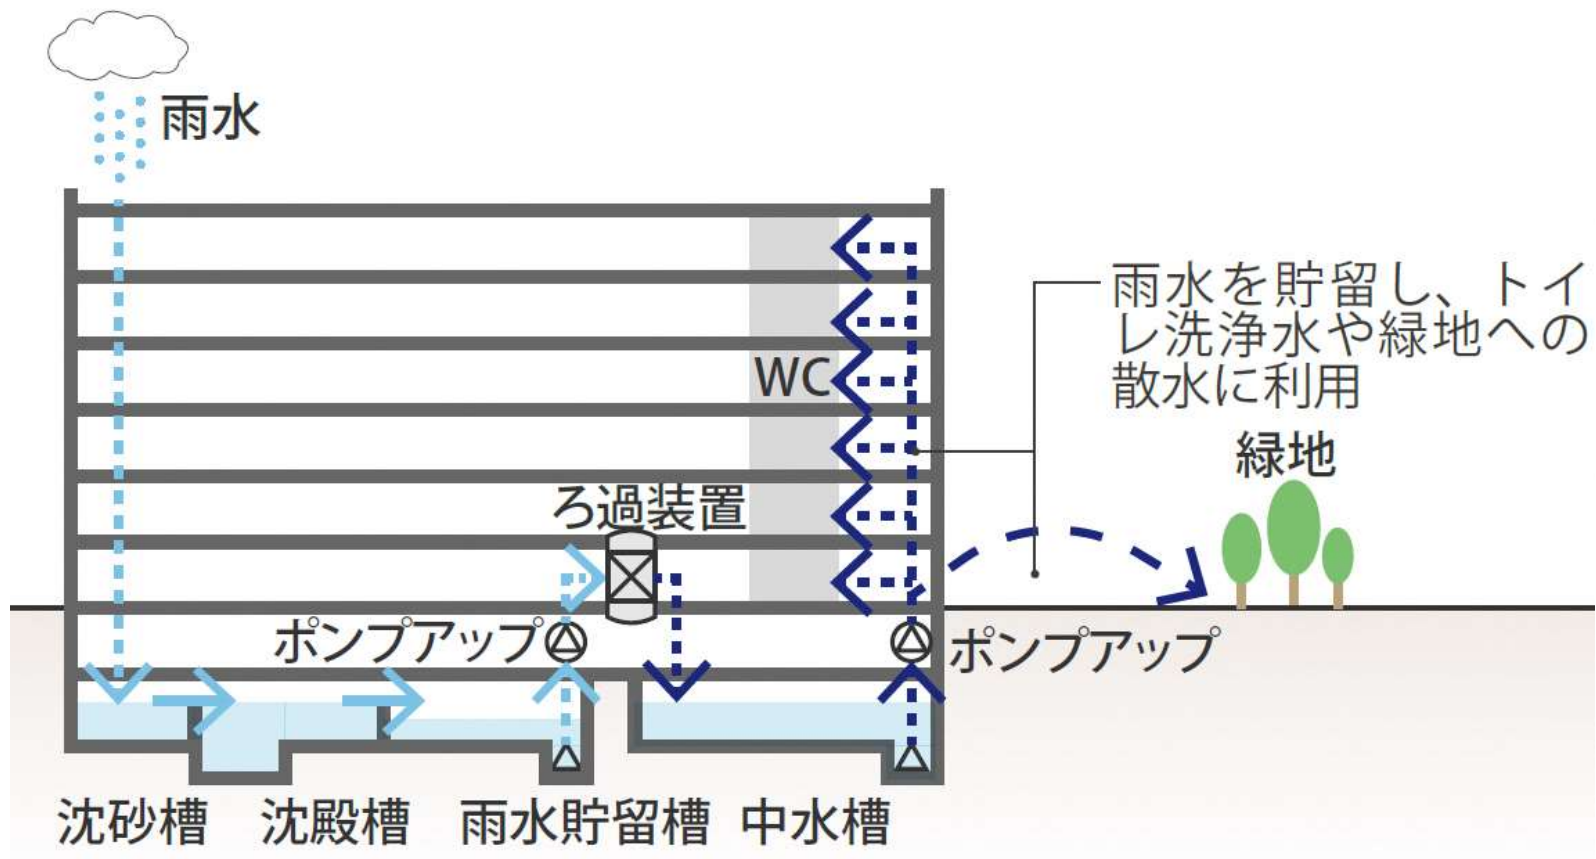 雨水
雨水を貯留し、トイ
レ洗浄水や緑地への
散水に利用
WC
緑地
ろ過装置
ポンプアップ
ポンプアップ
沈砂槽
沈殿槽
雨水貯留槽
中水槽